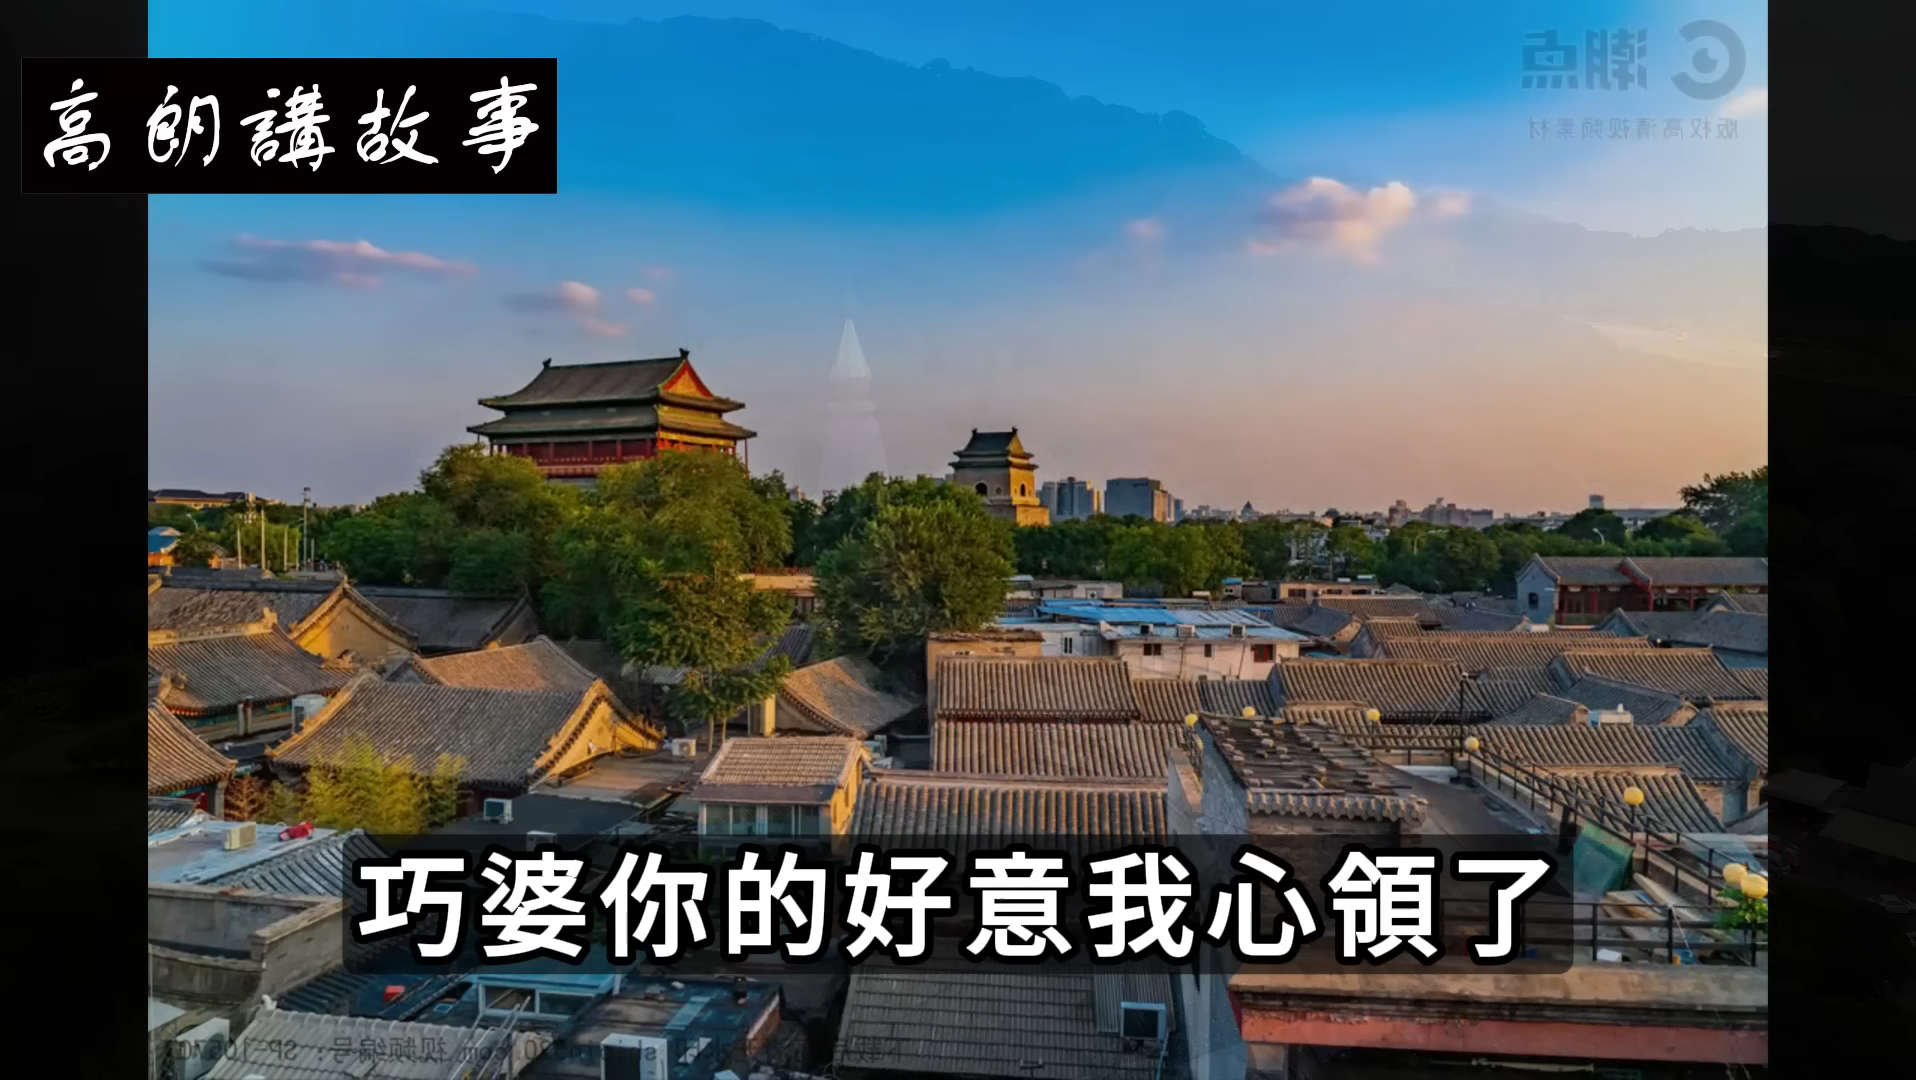 高朗講故事
潮点
版权高清视频素材
巧婆你的好意我心領了